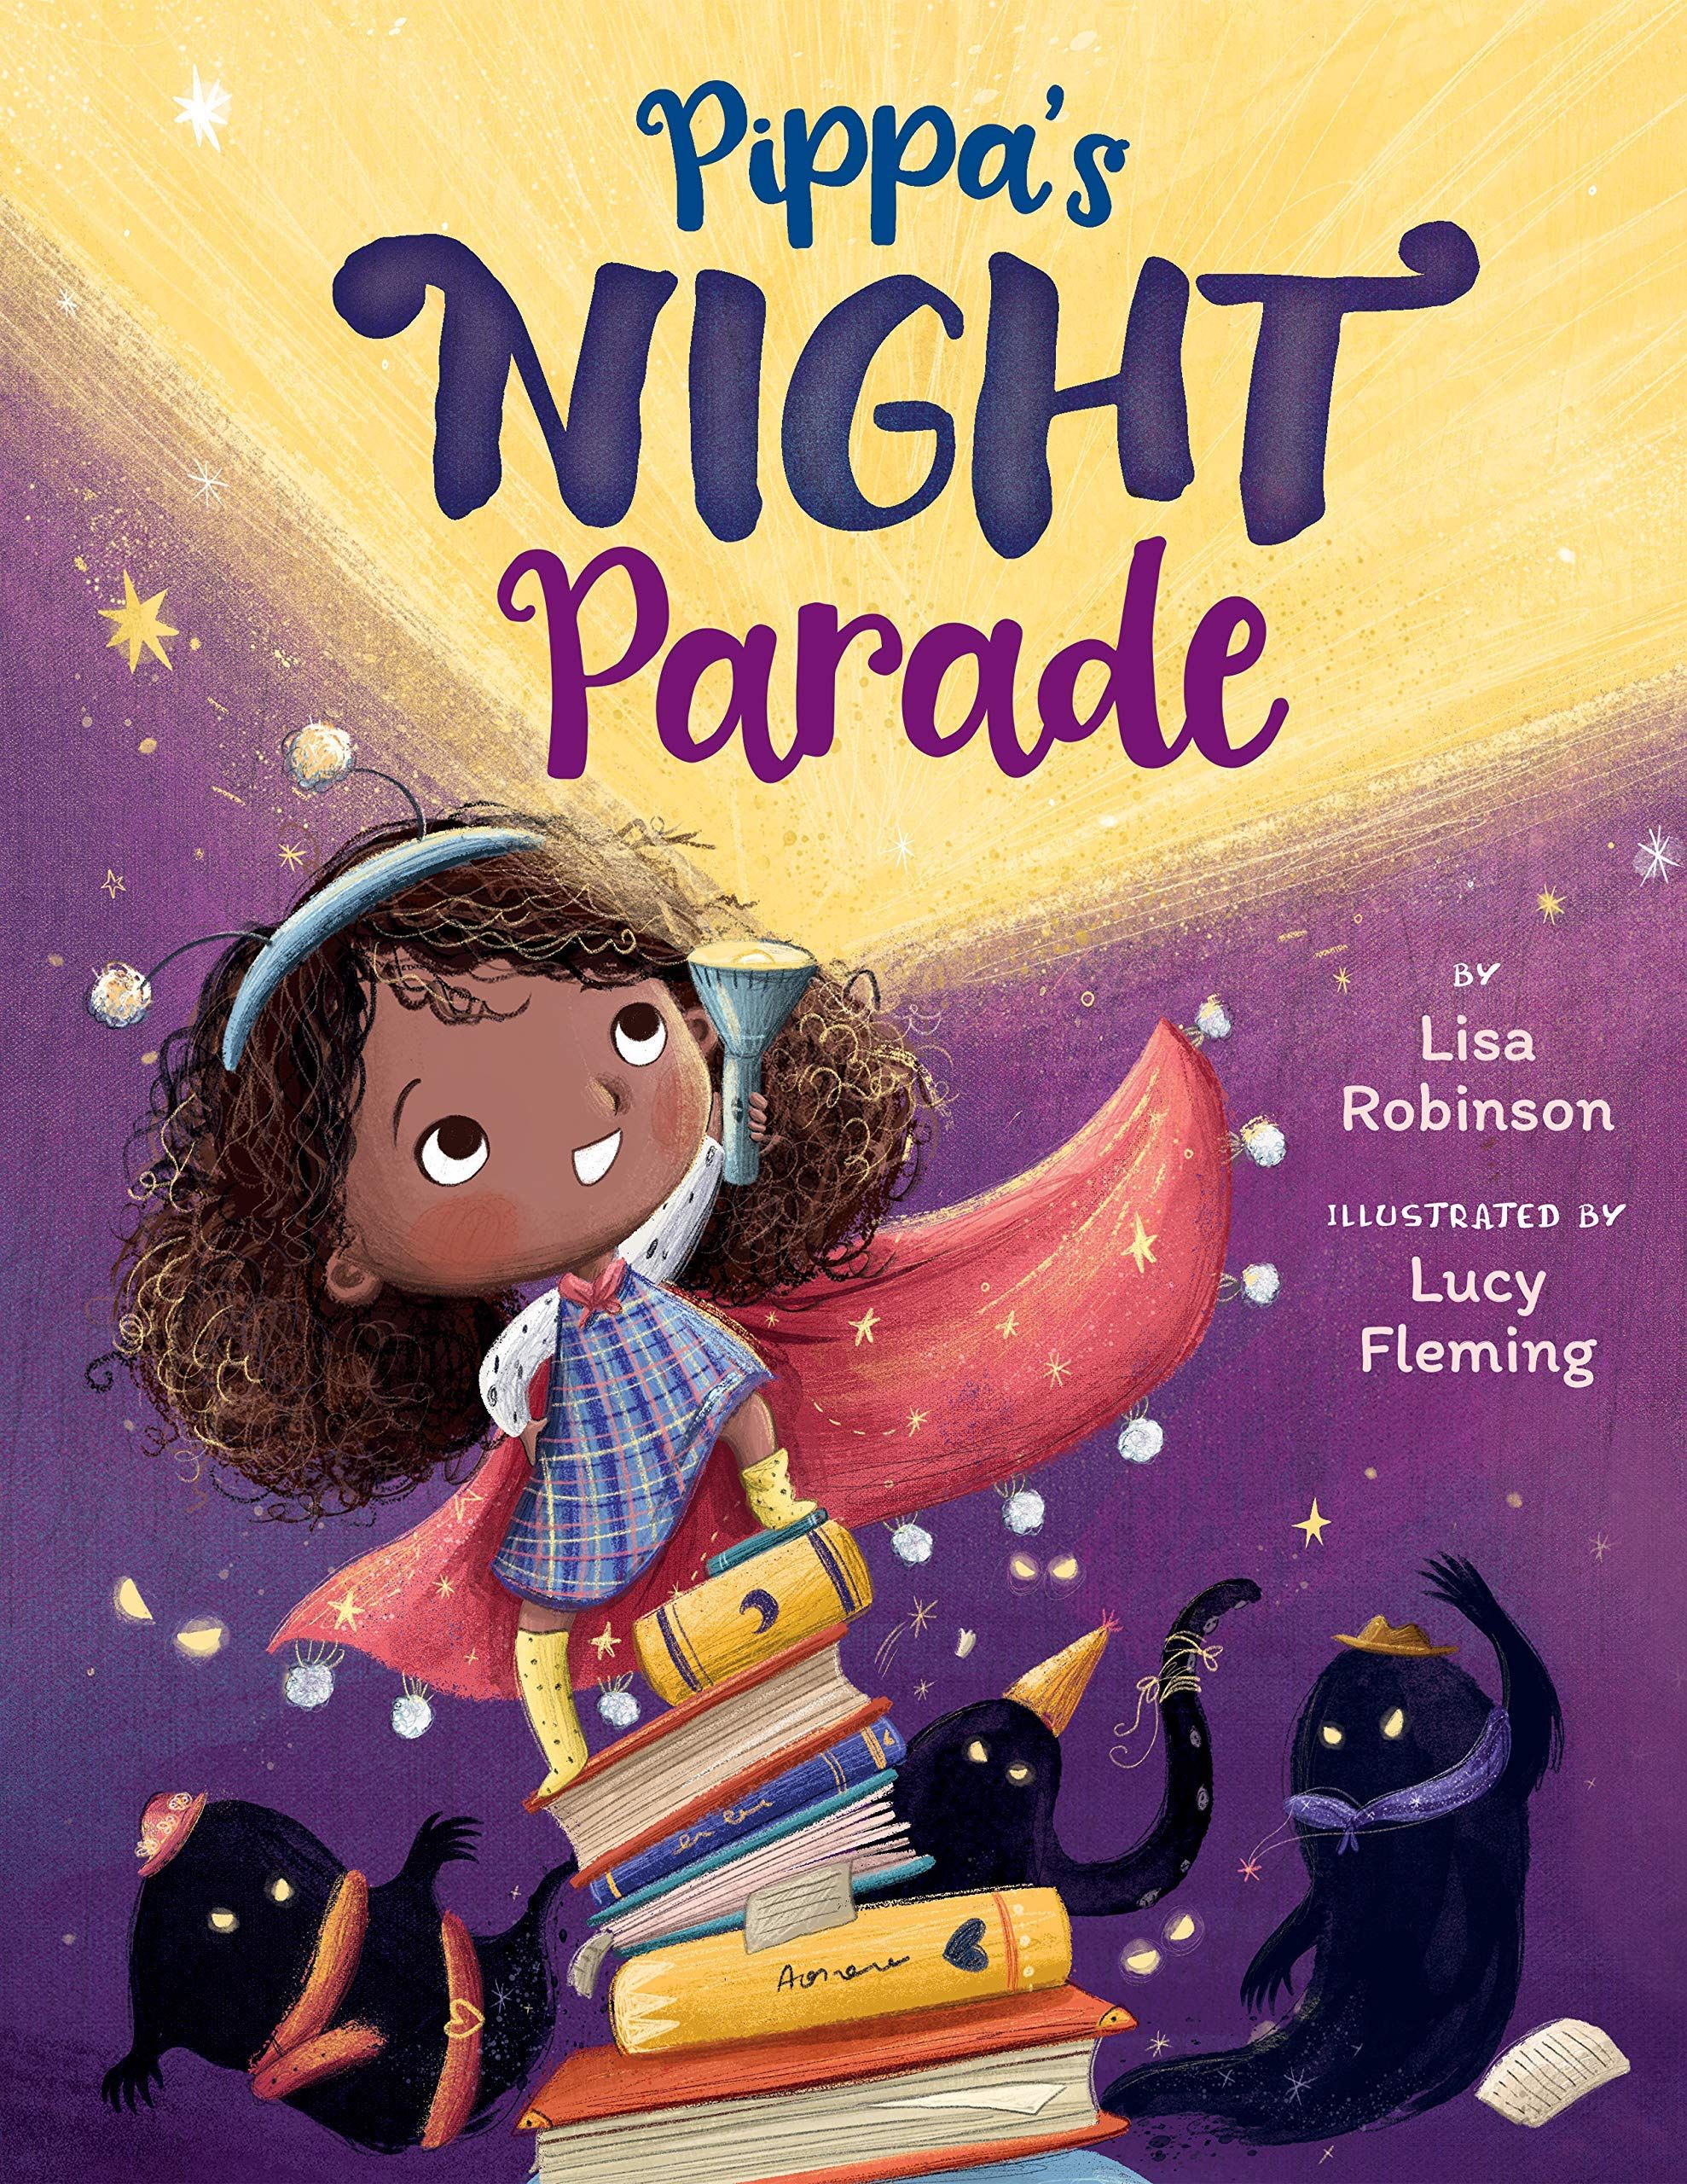 Pippa's
NIGHT
Parade
BY
Lisa
Robinson
ILLUSTRATED BY
Lucy
Fleming